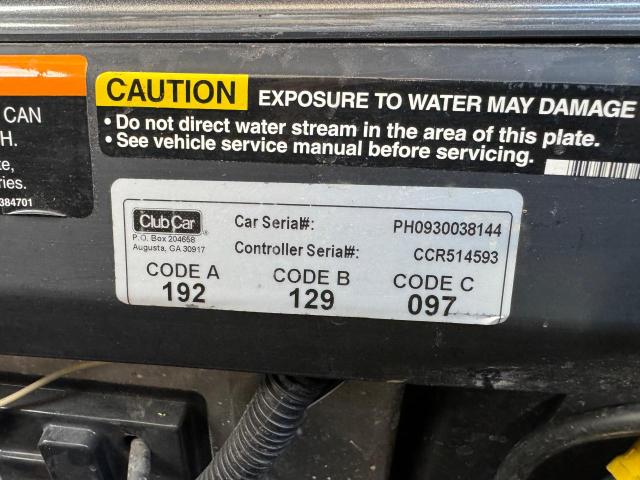 CAN
H.
te,
ries.
384701
CAUTION EXPOSURE TO WATER MAY DAMAGE
• Do not direct water stream in the area of this plate.
• See vehicle service manual before servicing.
Club Car
P.O. Box 204658
Augusta, GA 30917
Car Serial#: PH0930038144
Controller Serial#: CCR514593
CODE A CODE B CODE C
192 129 097